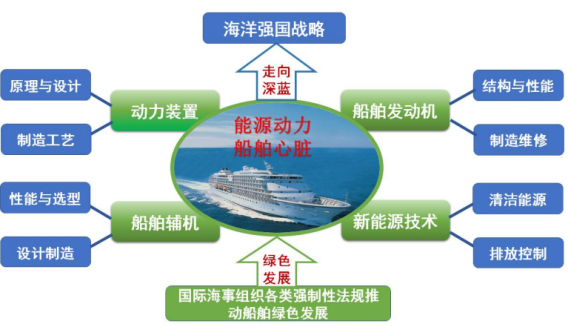 海洋强国战略
走向
深蓝
原理与设计
制造工艺
动力装置
能源动力
船舶心脏
船舶发动机
结构与性能
制造维修
性能与选型
设计制造
船舶辅机
新能源技术
清洁能源
排放控制
绿色
发展
国际海事组织各类强制性法规推
动船舶绿色发展